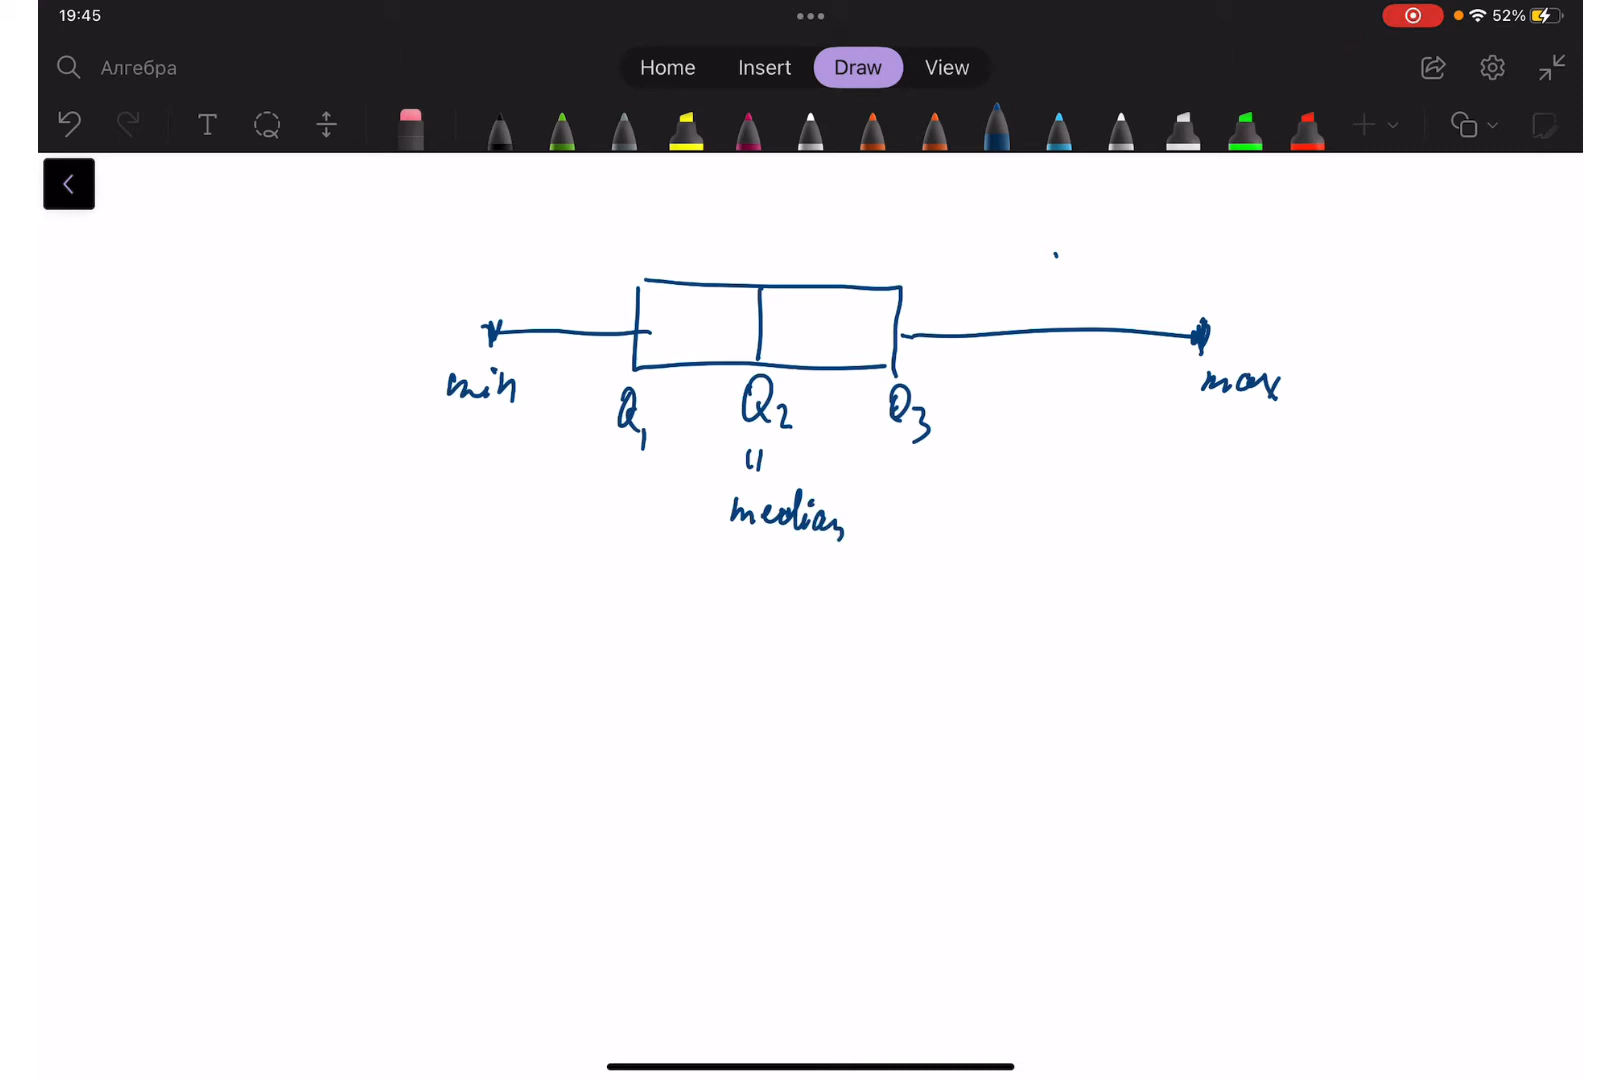 19:45
52%
Алгебра
Home Insert Draw View
min
Q1
Q2
Q3
max
=
median